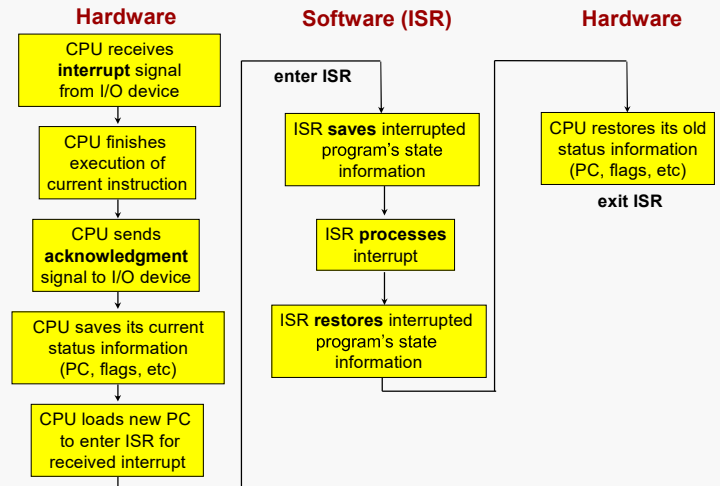 Hardware
CPU receives
interrupt signal
from I/O device
CPU finishes
execution of
current instruction
CPU sends
acknowledgment
signal to I/O device
CPU saves its current
status information
(PC, flags, etc)
CPU loads new PC
to enter ISR for
received interrupt
Software (ISR)
enter ISR
ISR saves interrupted
program's state
information
ISR processes
interrupt
ISR restores interrupted
program's state
information
Hardware
CPU restores its old
status information
(PC, flags, etc)
exit ISR